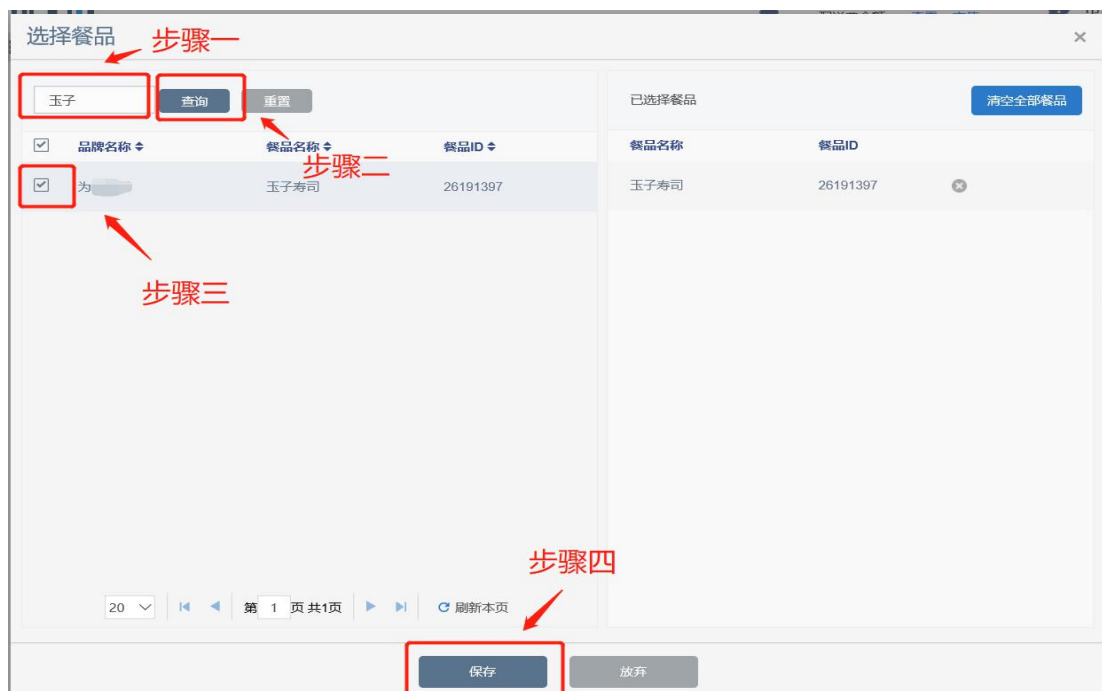 选择餐品
步骤一
玉子
查询
重置
已选择餐品
清空全部餐品
品牌名称
餐品名称
餐品ID
餐品名称
餐品ID
步骤二
为
玉子寿司
26191397
玉子寿司
26191397
步骤三
步骤四
20
第 1 页 共1页
刷新本页
保存
放弃